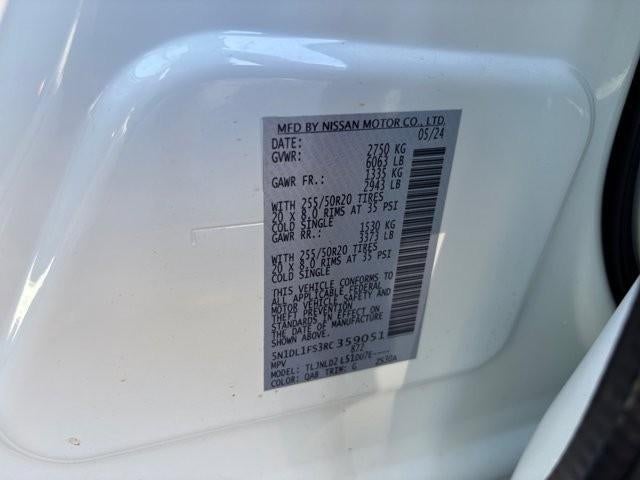 MFD BY NISSAN MOTOR CO., LTD.
DATE: 05/24
GVWR: 2750 KG
6063 LB
GAWR FR.: 1335 KG
2943 LB
WITH 255/50R20 TIRES
20 x 8.0 RIMS AT 35 PSI
COLD SINGLE
GAWR RR.: 1530 KG
3373 LB
WITH 255/50R20 TIRES
20 x 8.0 RIMS AT 35 PSI
COLD SINGLE
THIS VEHICLE CONFORMS TO
ALL APPLICABLE FEDERAL
MOTOR VEHICLE SAFETY AND
THEFT PREVENTION
STANDARDS IN EFFECT ON
THE DATE OF MANUFACTURE
SHOWN ABOVE.
5N1DL1FS3RC359051
MPV 872
MODEL: TLJNLD2L51DU7E-----
COLOR: QAB TRIM: G 2S30A